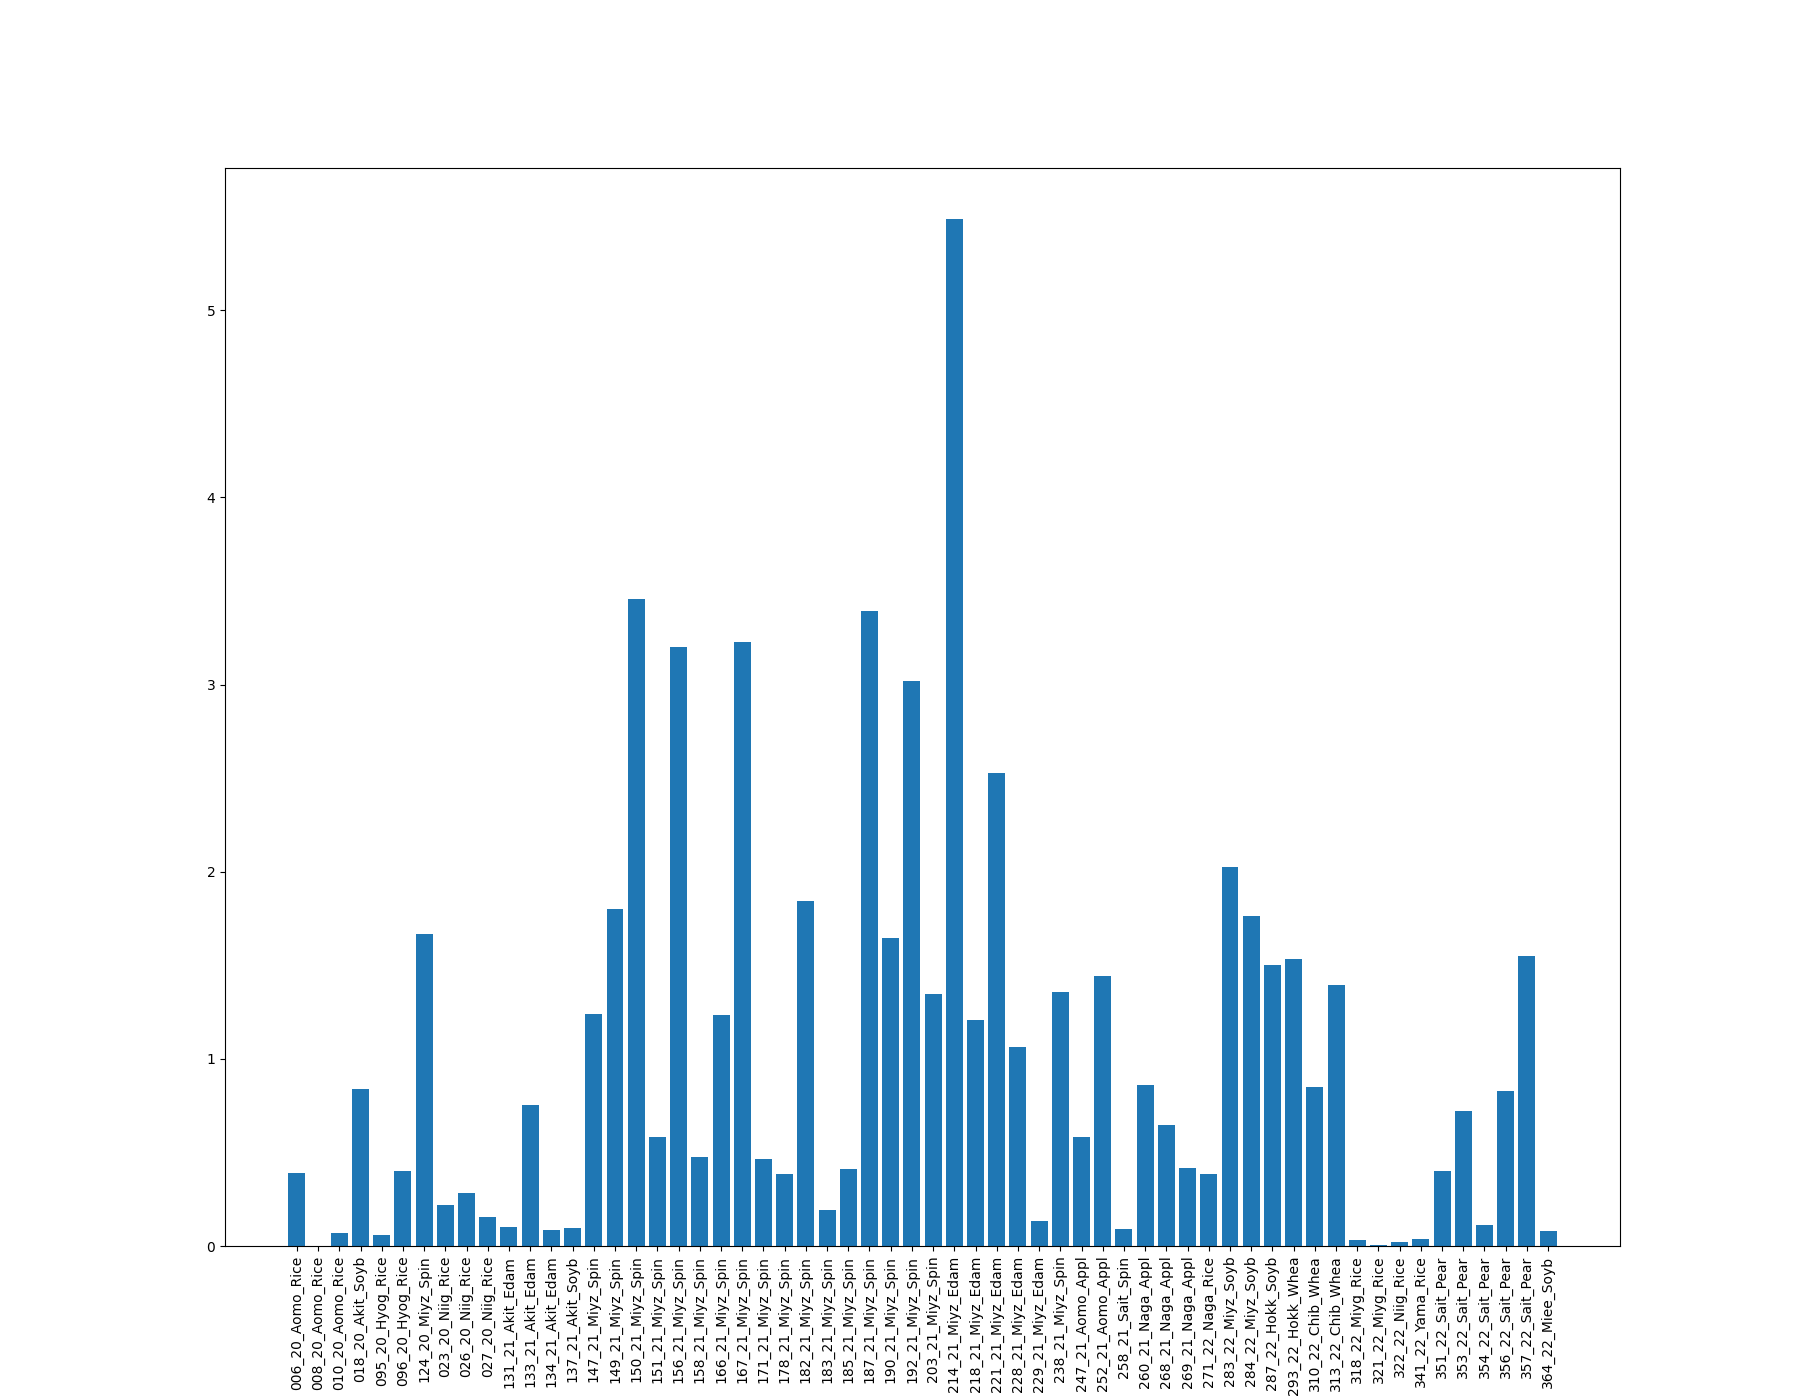 5
4
3
2
1
0
006_20_Aomo_Rice
008_20_Aomo_Rice
010_20_Aomo_Rice
018_20_Akit_Soyb
095_20_Hyog_Rice
096_20_Hyog_Rice
124_20_Miyz_Spin
023_20_Niig_Rice
026_20_Niig_Rice
027_20_Niig_Rice
131_21_Akit_Edam
133_21_Akit_Edam
134_21_Akit_Edam
137_21_Akit_Soyb
147_21_Miyz_Spin
149_21_Miyz_Spin
150_21_Miyz_Spin
151_21_Miyz_Spin
156_21_Miyz_Spin
158_21_Miyz_Spin
166_21_Miyz_Spin
167_21_Miyz_Spin
171_21_Miyz_Spin
178_21_Miyz_Spin
182_21_Miyz_Spin
183_21_Miyz_Spin
185_21_Miyz_Spin
187_21_Miyz_Spin
190_21_Miyz_Spin
192_21_Miyz_Spin
203_21_Miyz_Spin
214_21_Miyz_Edam
218_21_Miyz_Edam
221_21_Miyz_Edam
228_21_Miyz_Edam
229_21_Miyz_Edam
238_21_Miyz_Spin
247_21_Aomo_Appl
252_21_Aomo_Appl
258_21_Sait_Spin
260_21_Naga_Appl
268_21_Naga_Appl
269_21_Naga_Appl
271_22_Naga_Rice
283_22_Miyz_Soyb
284_22_Miyz_Soyb
287_22_Hokk_Soyb
293_22_Hokk_Whea
310_22_Chib_Whea
313_22_Chib_Whea
318_22_Miyg_Rice
321_22_Miyg_Rice
322_22_Niig_Rice
341_22_Yama_Rice
351_22_Sait_Pear
353_22_Sait_Pear
354_22_Sait_Pear
356_22_Sait_Pear
357_22_Sait_Pear
364_22_Miee_Soyb